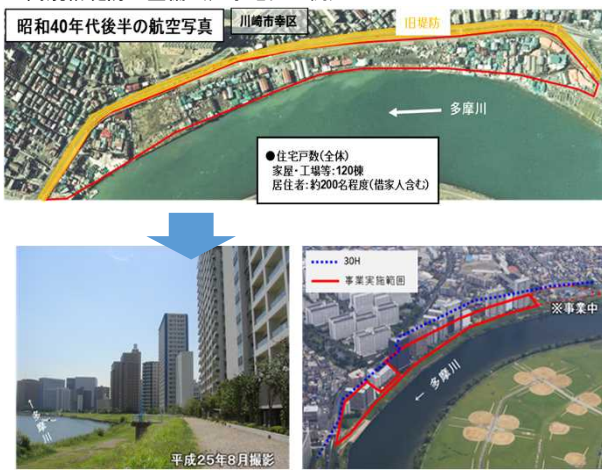 昭和40年代後半の航空写真
川崎市幸区
旧堤防
多摩川
●住宅戸数(全体)
家屋・工場等:120棟
居住者:約200名程度(借家人含む)
30H
事業実施範囲
※事業中
←多摩川
平成25年8月撮影
← 多摩川